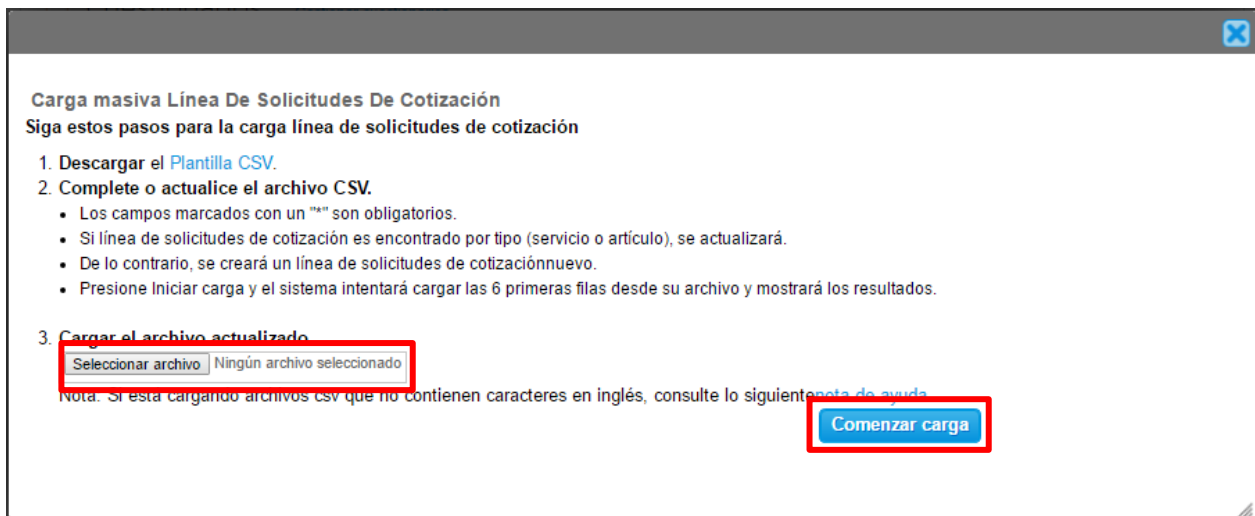 Carga masiva Línea De Solicitudes De Cotización
Siga estos pasos para la carga línea de solicitudes de cotización
1. Descargar el Plantilla CSV.
2. Complete o actualice el archivo CSV.
• Los campos marcados con un "*" son obligatorios.
• Si línea de solicitudes de cotización es encontrado por tipo (servicio o artículo), se actualizará.
• De lo contrario, se creará un línea de solicitudes de cotizaciónnuevo.
• Presione Iniciar carga y el sistema intentará cargar las 6 primeras filas desde su archivo y mostrará los resultados.
3. Cargar el archivo actualizado
Seleccionar archivo Ningún archivo seleccionado
Nota: Si está cargando archivos csv que no contienen caracteres en inglés, consulte lo siguientenota de ayuda
Comenzar carga